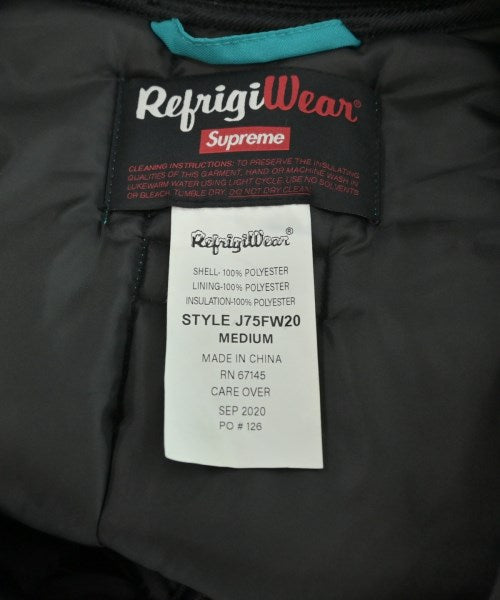 RefrigiWear®
Supreme
CLEANING INSTRUCTIONS: TO PRESERVE THE INSULATING
QUALITIES OF THIS GARMENT, HAND OR MACHINE WASH IN
LUKEWARM WATER USING LIGHT CYCLE. USE NO SOLVENTS
OR BLEACH. TUMBLE DRY. DO NOT DRY CLEAN.
RefrigiWear®
SHELL-100% POLYESTER
LINING-100% POLYESTER
INSULATION-100% POLYESTER
STYLE J75FW20
MEDIUM
MADE IN CHINA
RN 67145
CARE OVER
SEP 2020
PO # 126